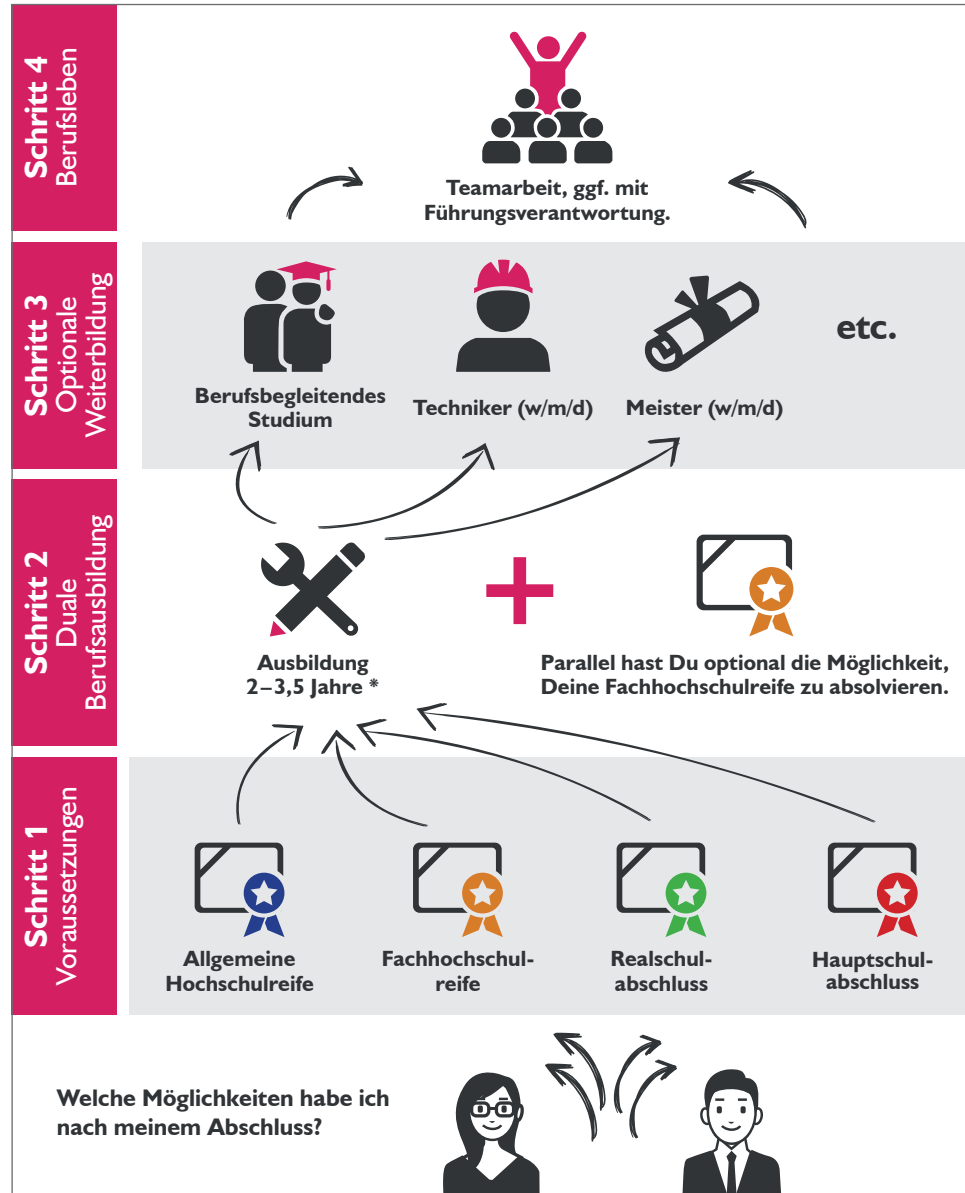 Schritt 4
Berufsleben
Teamarbeit, ggf. mit
Führungsverantwortung.
Schritt 3
Optionale
Weiterbildung
Berufsbegleitendes
Studium
Techniker (w/m/d)
Meister (w/m/d)
etc.
Schritt 2
Duale
Berufsausbildung
Ausbildung
2–3,5 Jahre *
Parallel hast Du optional die Möglichkeit,
Deine Fachhochschulreife zu absolvieren.
Schritt 1
Voraussetzungen
Allgemeine
Hochschulreife
Fachhochschul-
reife
Realschul-
abschluss
Hauptschul-
abschluss
Welche Möglichkeiten habe ich
nach meinem Abschluss?